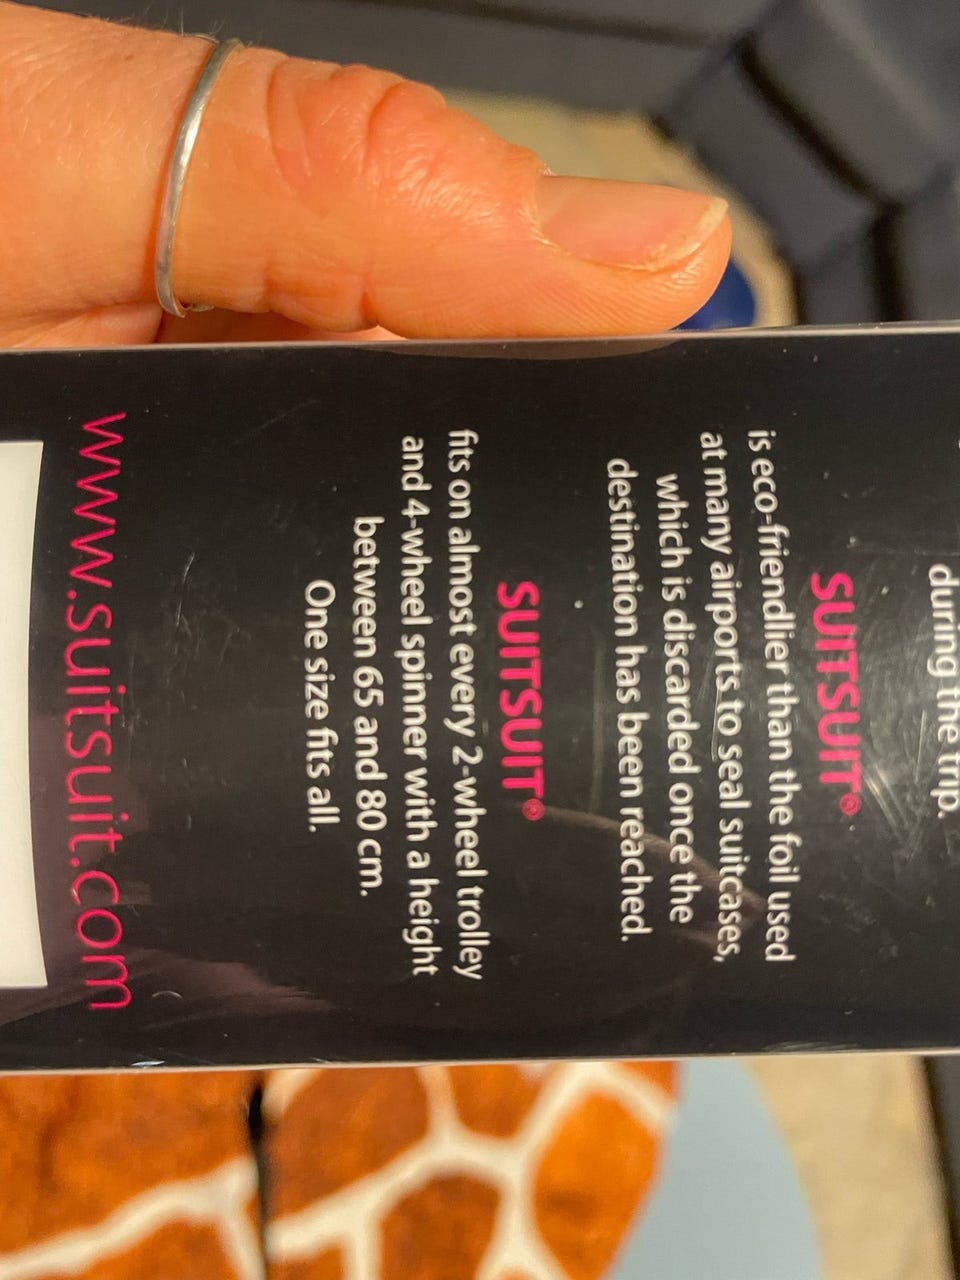 during the trip.
SUITSUIT®
is eco-friendlier than the foil used
at many airports to seal suitcases,
which is discarded once the
destination has been reached.
SUITSUIT®
fits on almost every 2-wheel trolley
and 4-wheel spinner with a height
between 65 and 80 cm.
One size fits all.
www.suitsuit.com